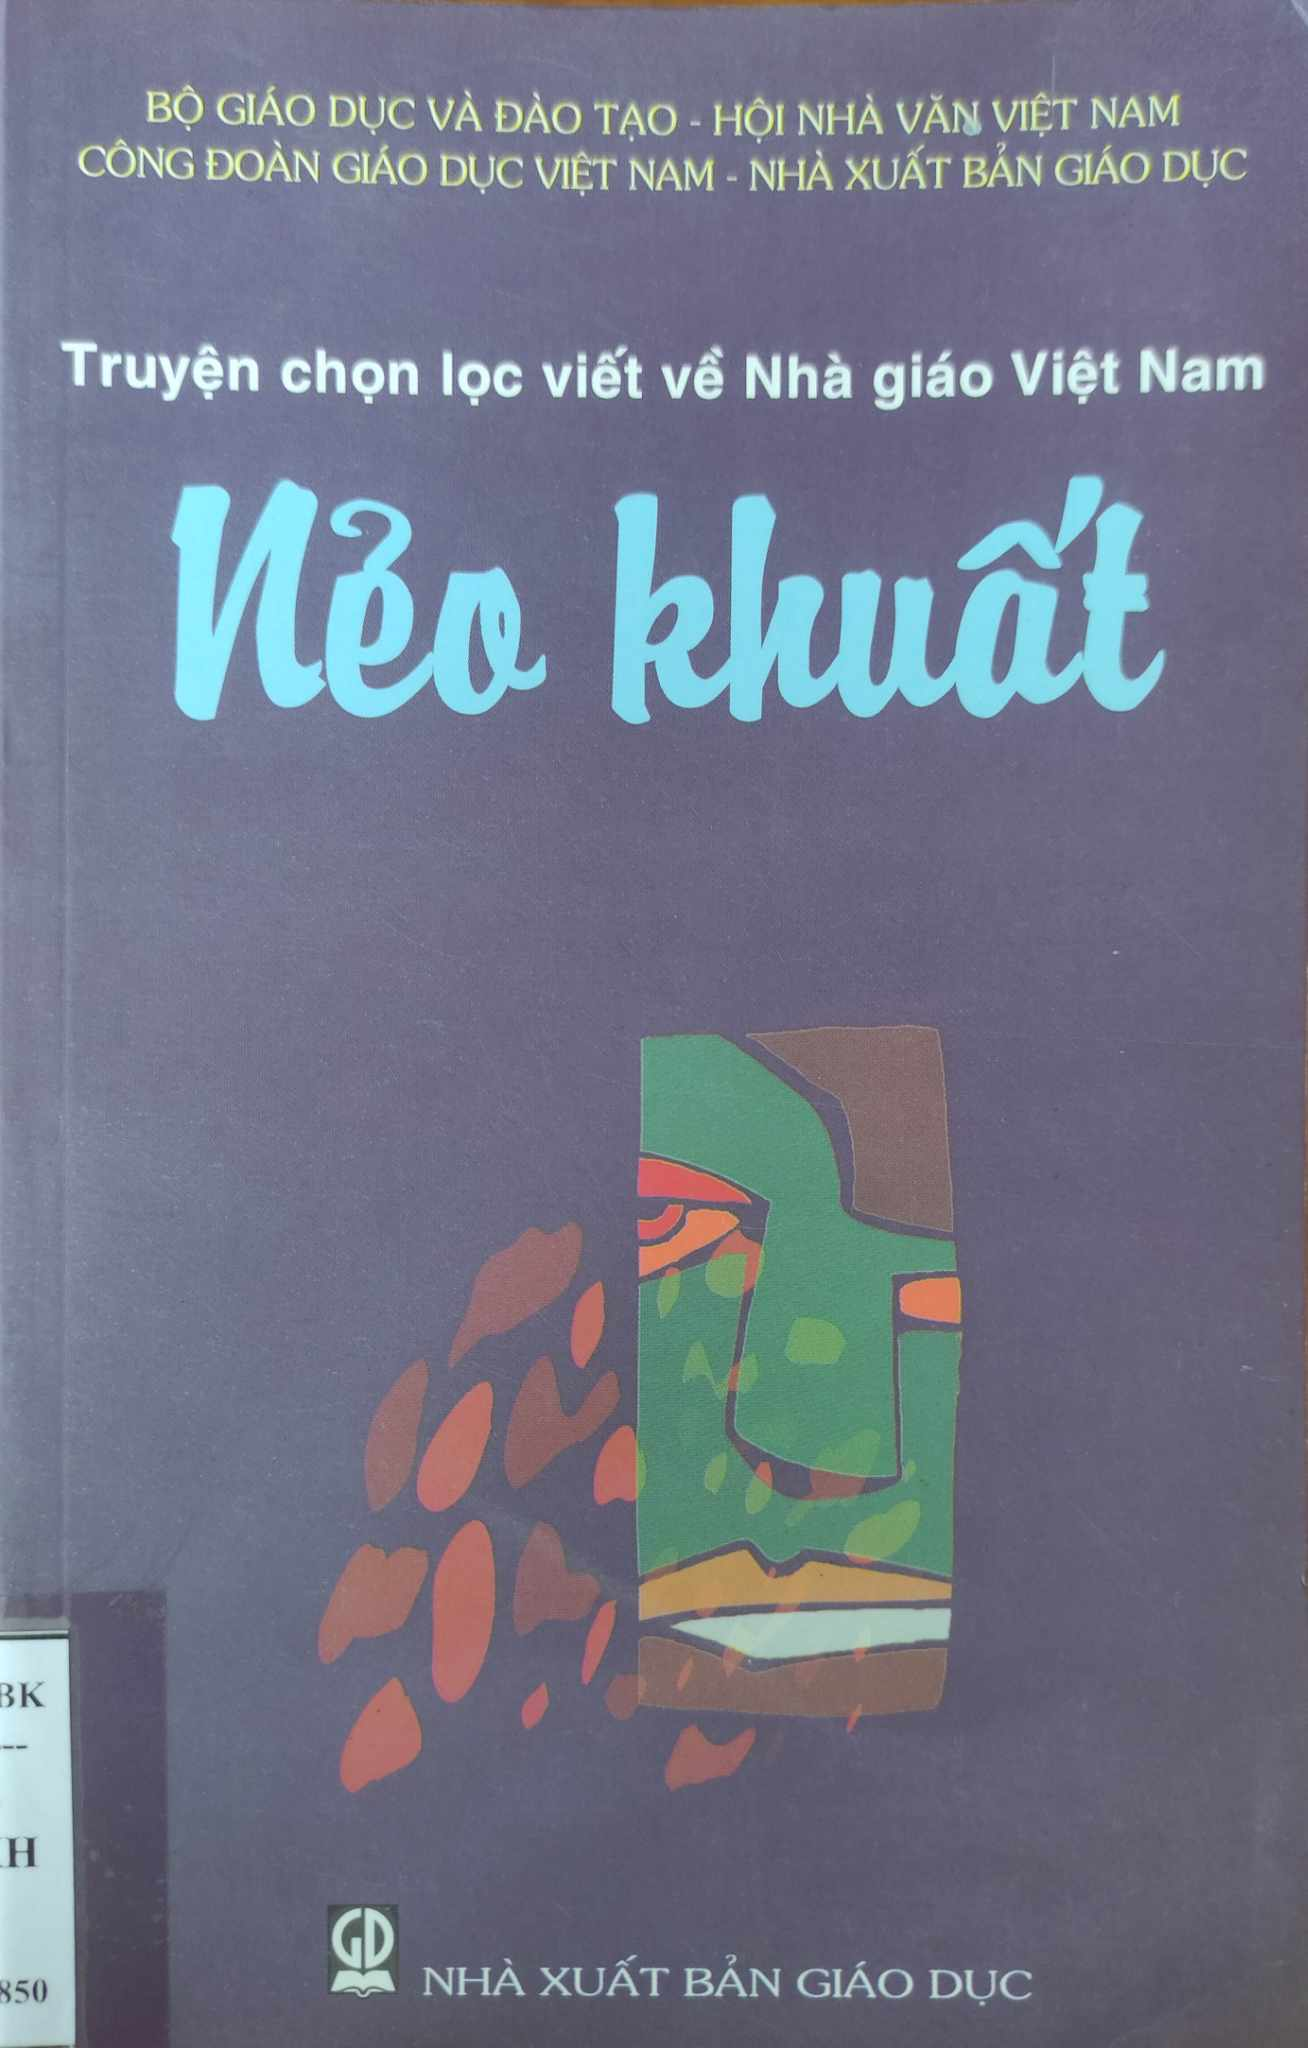 BỘ GIÁO DỤC VÀ ĐÀO TẠO - HỘI NHÀ VĂN VIỆT NAM
CÔNG ĐOÀN GIÁO DỤC VIỆT NAM - NHÀ XUẤT BẢN GIÁO DỤC
Truyện chọn lọc viết về Nhà giáo Việt Nam
Nẻo khuất
BK
--
KH
850
GD
NHÀ XUẤT BẢN GIÁO DỤC